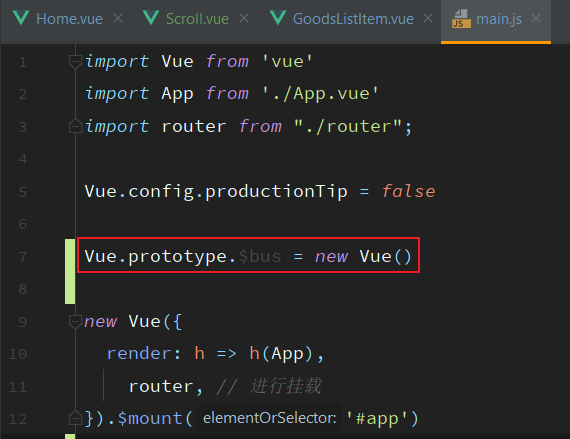 Home.vue Scroll.vue GoodsListItem.vue main.js
1 import Vue from 'vue'
2 import App from './App.vue'
3 import router from "./router";
4
5 Vue.config.productionTip = false
6
7 Vue.prototype.$bus = new Vue()
8
9 new Vue({
10 render: h => h(App),
11 router, // 进行挂载
12 }).$mount( elementOrSelector: '#app')